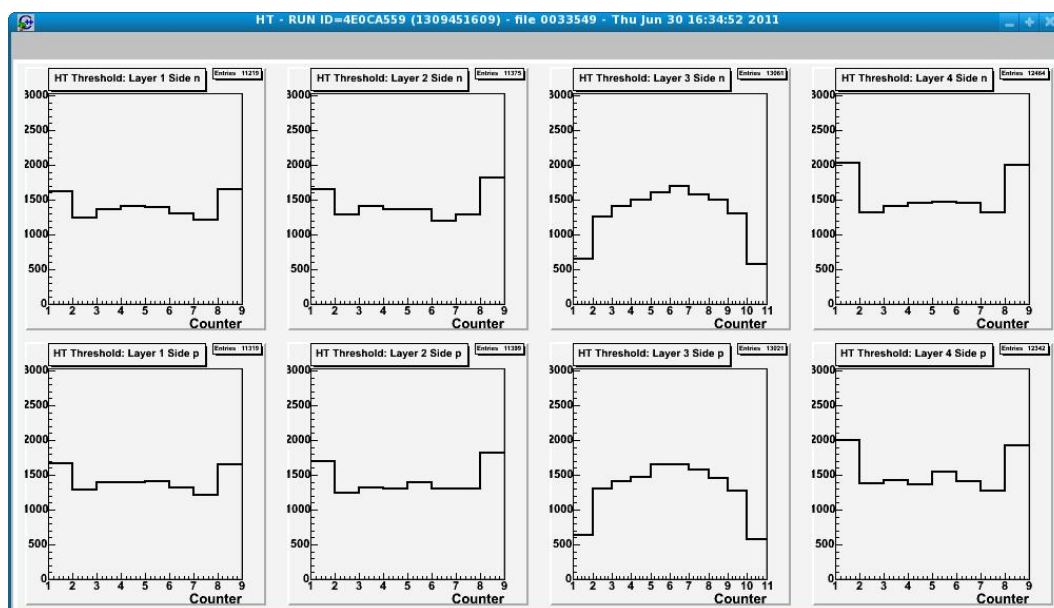 HT - RUN ID=4E0CA559 (1309451609) - file 0033549 - Thu Jun 30 16:34:52 2011
HT Threshold: Layer 1 Side n
Entries 11219
3000
2500
2000
1500
1000
500
0
1 2 3 4 5 6 7 8 9
Counter
HT Threshold: Layer 2 Side n
Entries 11375
3000
2500
2000
1500
1000
500
0
1 2 3 4 5 6 7 8 9
Counter
HT Threshold: Layer 3 Side n
Entries 13061
3000
2500
2000
1500
1000
500
0
1 2 3 4 5 6 7 8 9 10 11
Counter
HT Threshold: Layer 4 Side n
Entries 12464
3000
2500
2000
1500
1000
500
0
1 2 3 4 5 6 7 8 9
Counter
HT Threshold: Layer 1 Side p
Entries 11319
3000
2500
2000
1500
1000
500
0
1 2 3 4 5 6 7 8 9
Counter
HT Threshold: Layer 2 Side p
Entries
3000
2500
2000
1500
1000
500
0
1 2 3 4 5 6 7 8 9
Counter
HT Threshold: Layer 3 Side p
Entries 13021
3000
2500
2000
1500
1000
500
0
1 2 3 4 5 6 7 8 9 10 11
Counter
HT Threshold: Layer 4 Side p
Entries 12342
3000
2500
2000
1500
1000
500
0
1 2 3 4 5 6 7 8 9
Counter